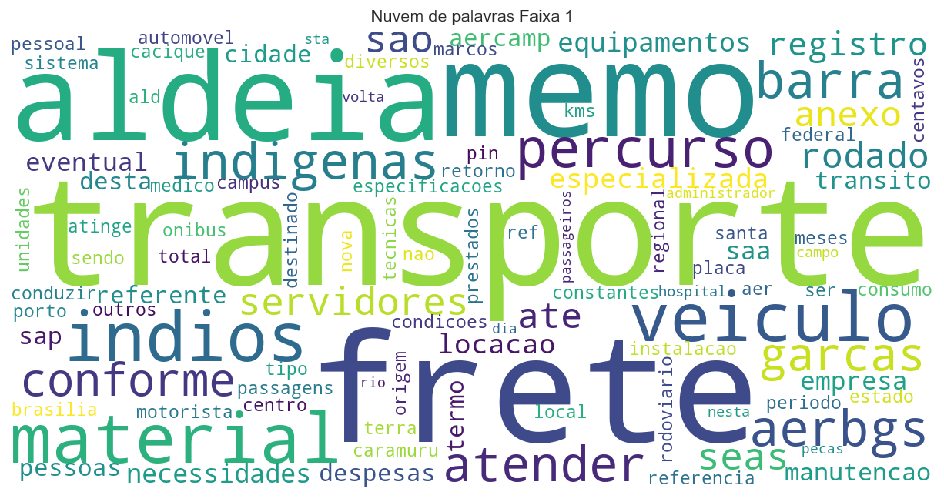 Nuvem de palavras Faixa 1
pessoal
automovel
sao
sta
aercamp
equipamentos
registro
sistema
cacique
cidade
marcos
diversos
aldeia
memo
barra
centavos
ald
volta
kms
anexo
federal
eventual
indigenas
pin
percurso
rodado
retorno
desta
medico
campus
especificacoes
especializada
transito
administrador
unidades
transporte
atinge
onibus
destinado
nova
tecnicas
prestados
ref
passageiros
regional
santa
meses
sendo
total
nao
saa
campo
placa
conduzir
referente
servidores
constantes
hospital
aer
ser
consumo
porto
outros
condicoes
dia
ate
veiculo
sap
indios
frete
locacao
instalacao
garcas
conforme
tipo
rio
origem
passagens
empresa
brasilia
motorista
centro
termo
local
nesta
rodoviario
periodo
estado
material
terra
caramuru
aerbgs
pecas
pessoas
necessidades
despesas
atender
seas
referencia
manutencao